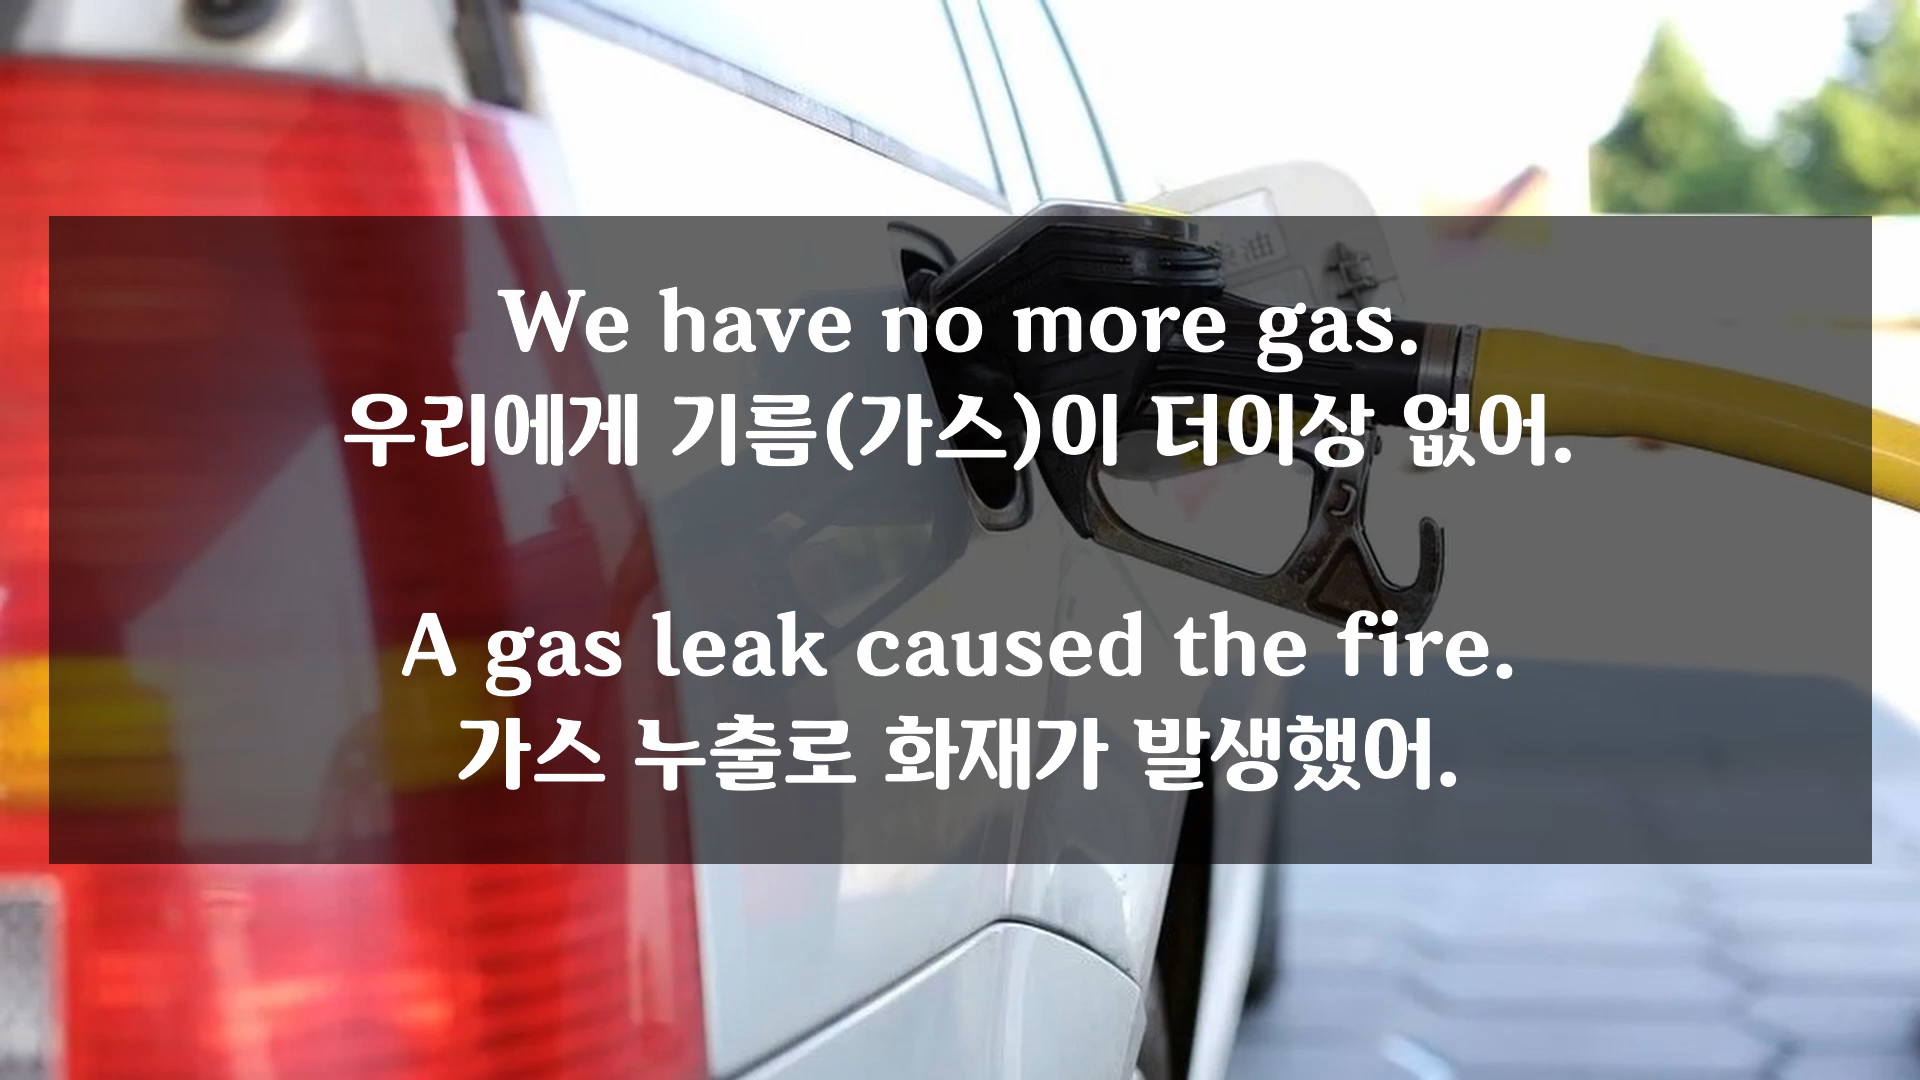 We have no more gas.
우리에게 기름(가스)이 더이상 없어.
A gas leak caused the fire.
가스 누출로 화재가 발생했어.
油